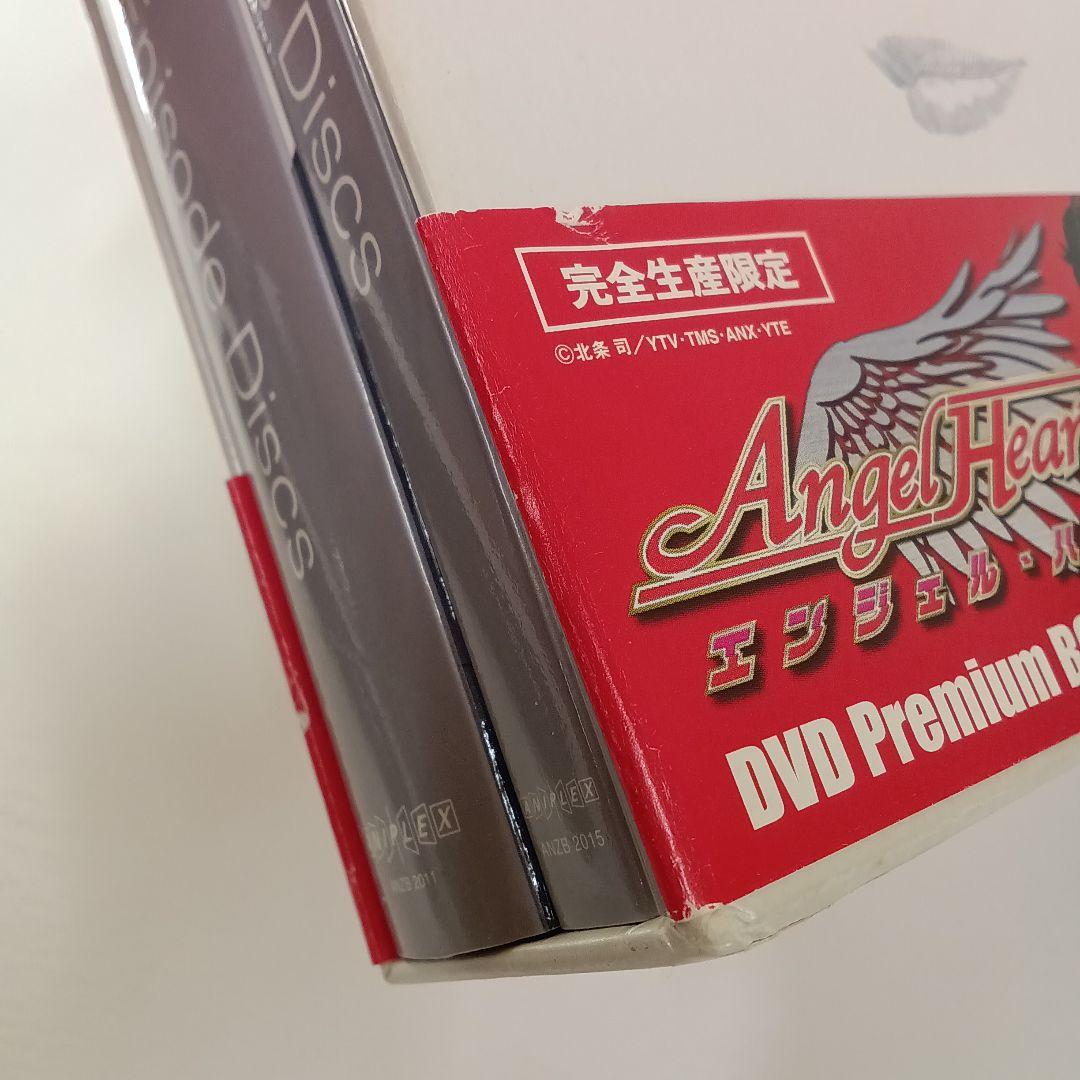 Episode Discs
Discs
完全生産限定
©北条 司/YTV・TMS・ANX・YTE
Angel Hear
エンジェル・ハ
DVD Premium B
ANIPLEX
ANZB 2011
ANIPLEX
ANZB 2015